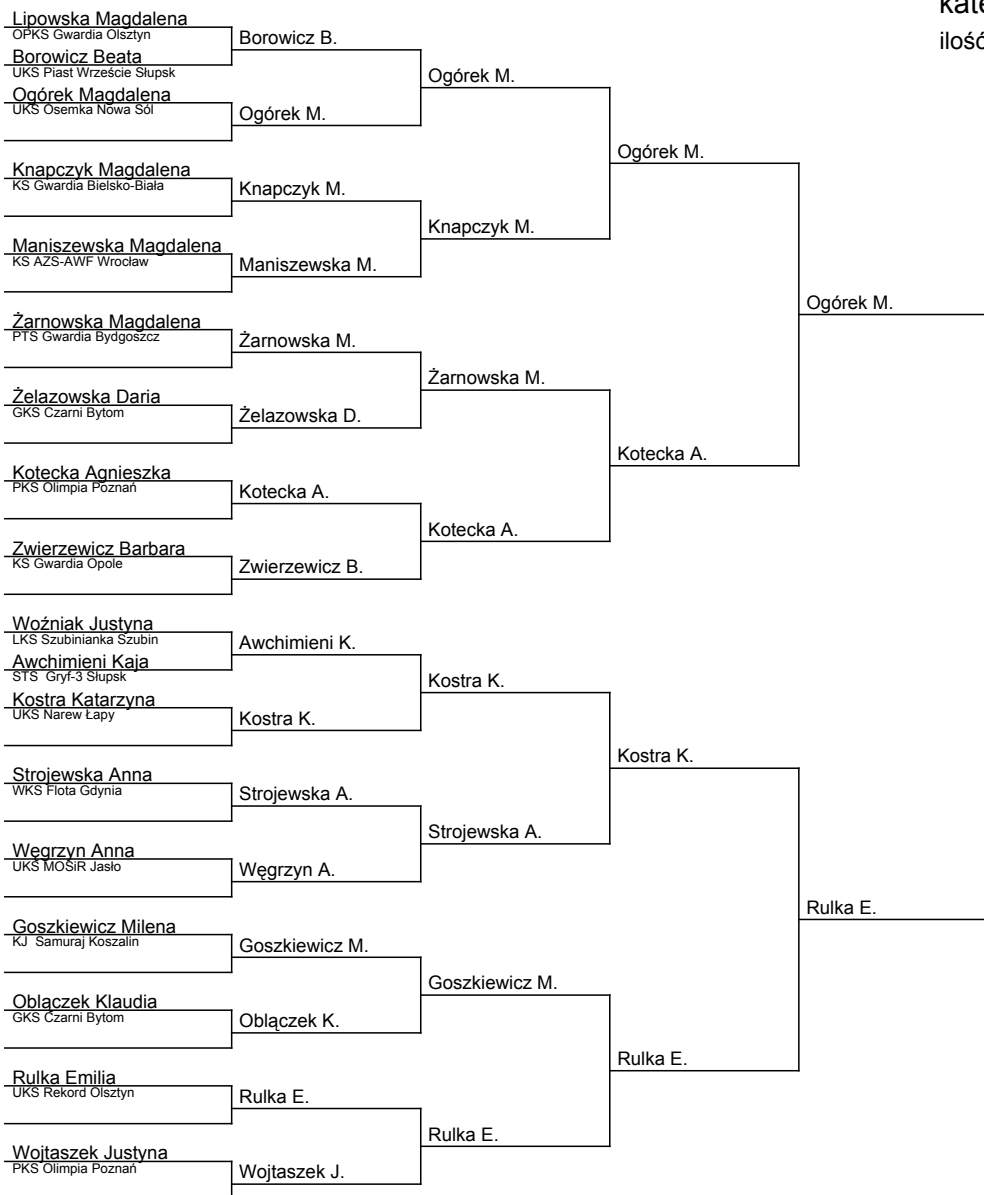 Lipowska Magdalena
OPKS Gwardia Olsztyn
Borowicz Beata
UKS Piast Wrzeście Słupsk
Ogórek Magdalena
UKS Osemka Nowa Sól
Knapczyk Magdalena
KS Gwardia Bielsko-Biała
Maniszewska Magdalena
KS AZS-AWF Wrocław
Żarnowska Magdalena
PTS Gwardia Bydgoszcz
Żelazowska Daria
GKS Czarni Bytom
Kotecka Agnieszka
PKS Olimpia Poznań
Zwierzewicz Barbara
KS Gwardia Opole
Woźniak Justyna
LKS Szubinianka Szubin
Awchimieni Kaja
STS Gryf-3 Słupsk
Kostra Katarzyna
UKS Narew Łapy
Strojewska Anna
WKS Flota Gdynia
Węgrzyn Anna
UKS MOSiR Jasło
Goszkiewicz Milena
KJ Samuraj Koszalin
Oblączek Klaudia
GKS Czarni Bytom
Rulka Emilia
UKS Rekord Olsztyn
Wojtaszek Justyna
PKS Olimpia Poznań
Borowicz B.
Ogórek M.
Knapczyk M.
Maniszewska M.
Żarnowska M.
Żelazowska D.
Kotecka A.
Zwierzewicz B.
Awchimieni K.
Kostra K.
Strojewska A.
Węgrzyn A.
Goszkiewicz M.
Oblączek K.
Rulka E.
Wojtaszek J.
Ogórek M.
Knapczyk M.
Żarnowska M.
Kotecka A.
Kostra K.
Strojewska A.
Goszkiewicz M.
Rulka E.
Ogórek M.
Kotecka A.
Kostra K.
Rulka E.
Ogórek M.
Rulka E.
kate
ilość